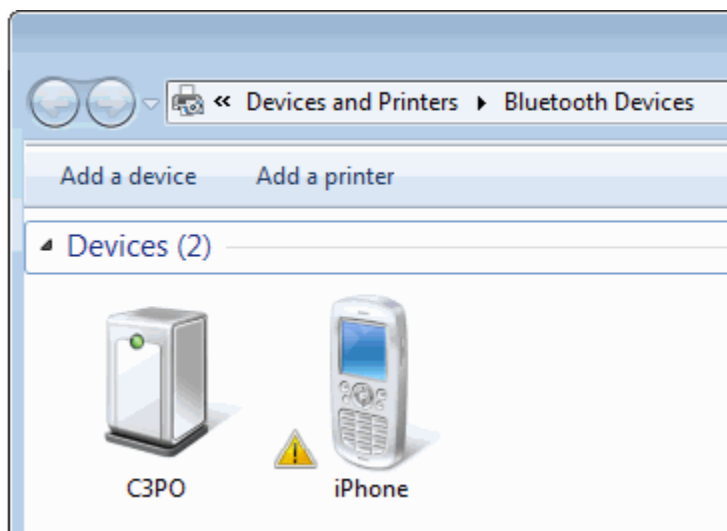 « Devices and Printers ▸ Bluetooth Devices
Add a device Add a printer
Devices (2)
C3PO iPhone